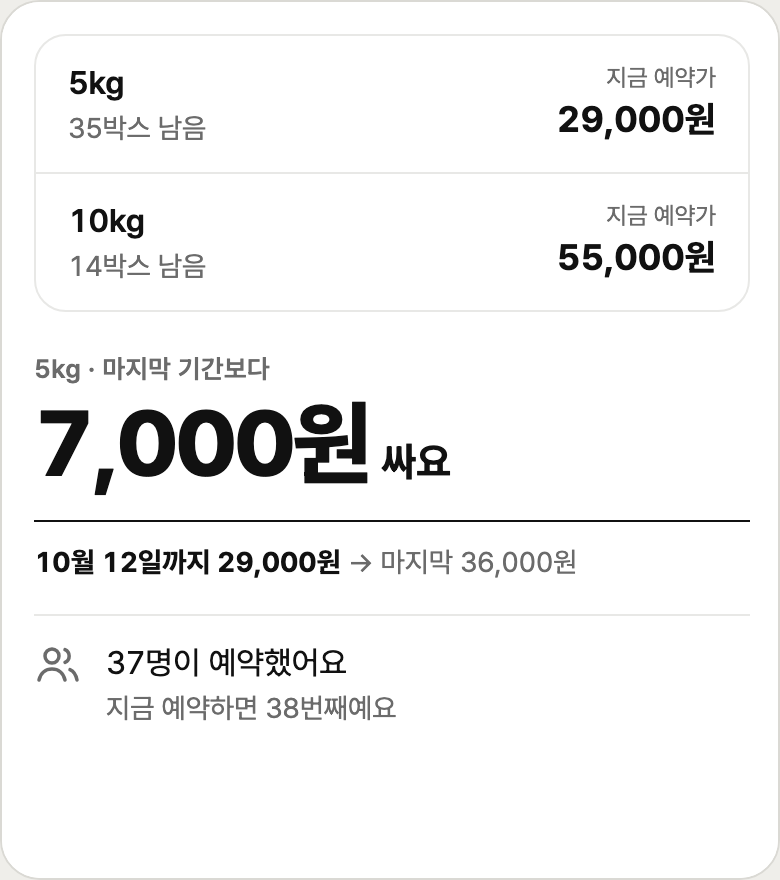 5kg
35박스 남음
지금 예약가
29,000원
10kg
14박스 남음
지금 예약가
55,000원
5kg · 마지막 기간보다
7,000원 싸요
10월 12일까지 29,000원 → 마지막 36,000원
37명이 예약했어요
지금 예약하면 38번째예요